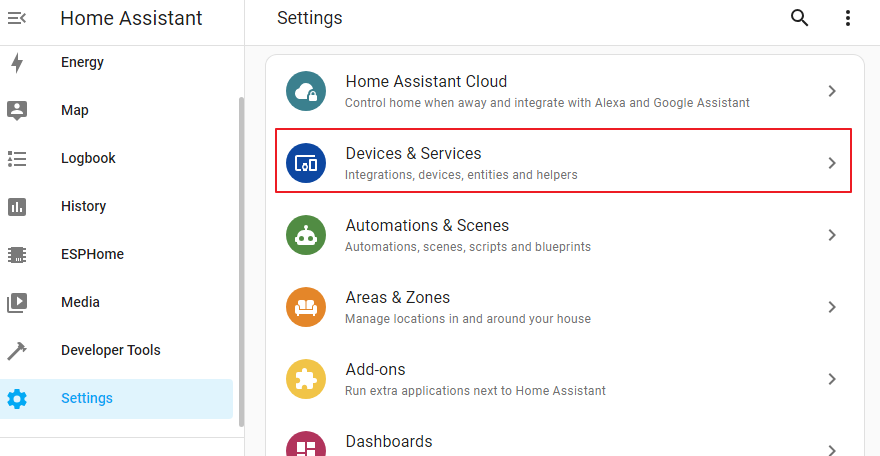 Home Assistant
Settings
Energy
Map
Logbook
History
ESPHome
Media
Developer Tools
Settings
Home Assistant Cloud
Control home when away and integrate with Alexa and Google Assistant
Devices & Services
Integrations, devices, entities and helpers
Automations & Scenes
Automations, scenes, scripts and blueprints
Areas & Zones
Manage locations in and around your house
Add-ons
Run extra applications next to Home Assistant
Dashboards